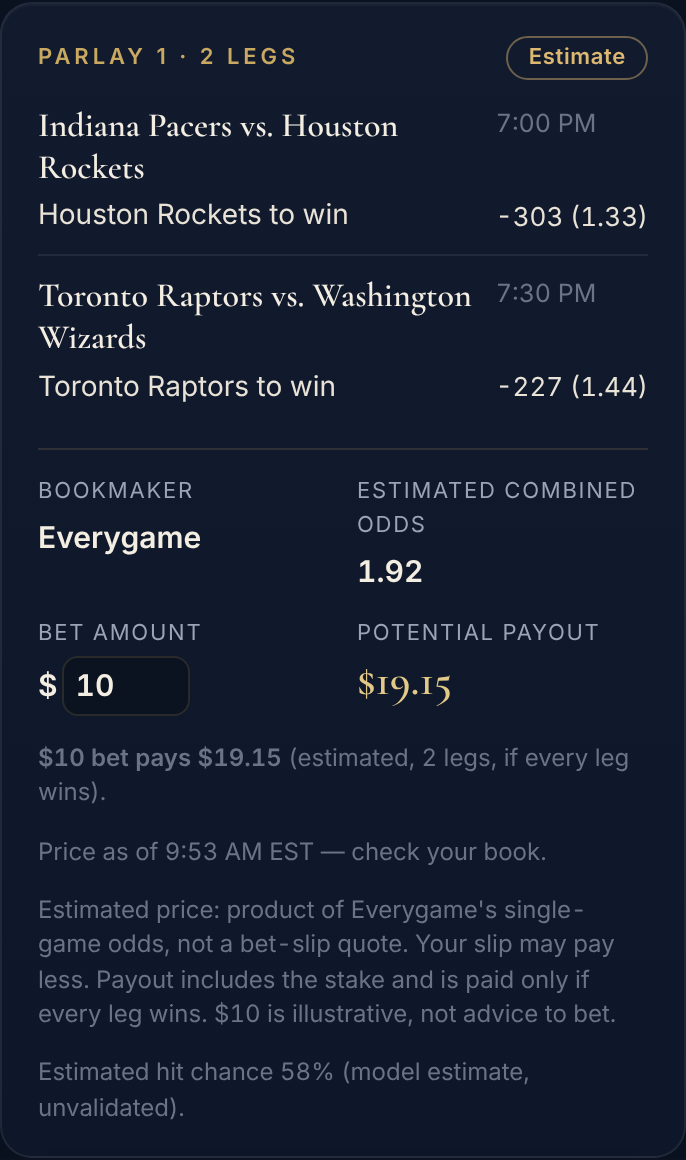 PARLAY 1 · 2 LEGS
Estimate
Indiana Pacers vs. Houston
Rockets
7:00 PM
Houston Rockets to win
-303 (1.33)
Toronto Raptors vs. Washington
Wizards
7:30 PM
Toronto Raptors to win
-227 (1.44)
BOOKMAKER
Everygame
ESTIMATED COMBINED
ODDS
1.92
BET AMOUNT
$ 10
POTENTIAL PAYOUT
$19.15
$10 bet pays $19.15 (estimated, 2 legs, if every leg
wins).
Price as of 9:53 AM EST — check your book.
Estimated price: product of Everygame's single-
game odds, not a bet-slip quote. Your slip may pay
less. Payout includes the stake and is paid only if
every leg wins. $10 is illustrative, not advice to bet.
Estimated hit chance 58% (model estimate,
unvalidated).